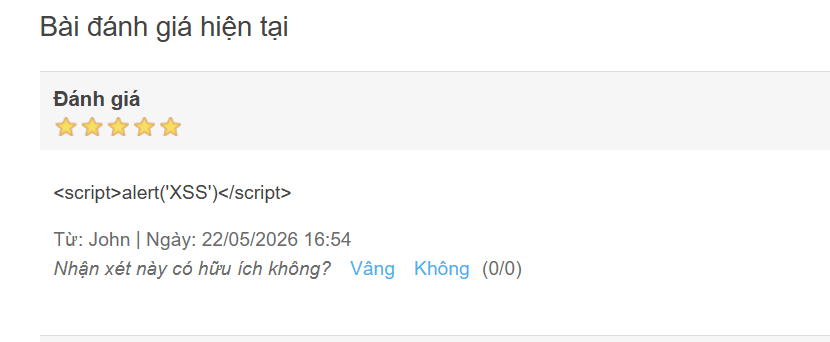 Bài đánh giá hiện tại
Đánh giá
<script>alert('XSS')</script>
Từ: John | Ngày: 22/05/2026 16:54
Nhận xét này có hữu ích không? Vâng Không (0/0)